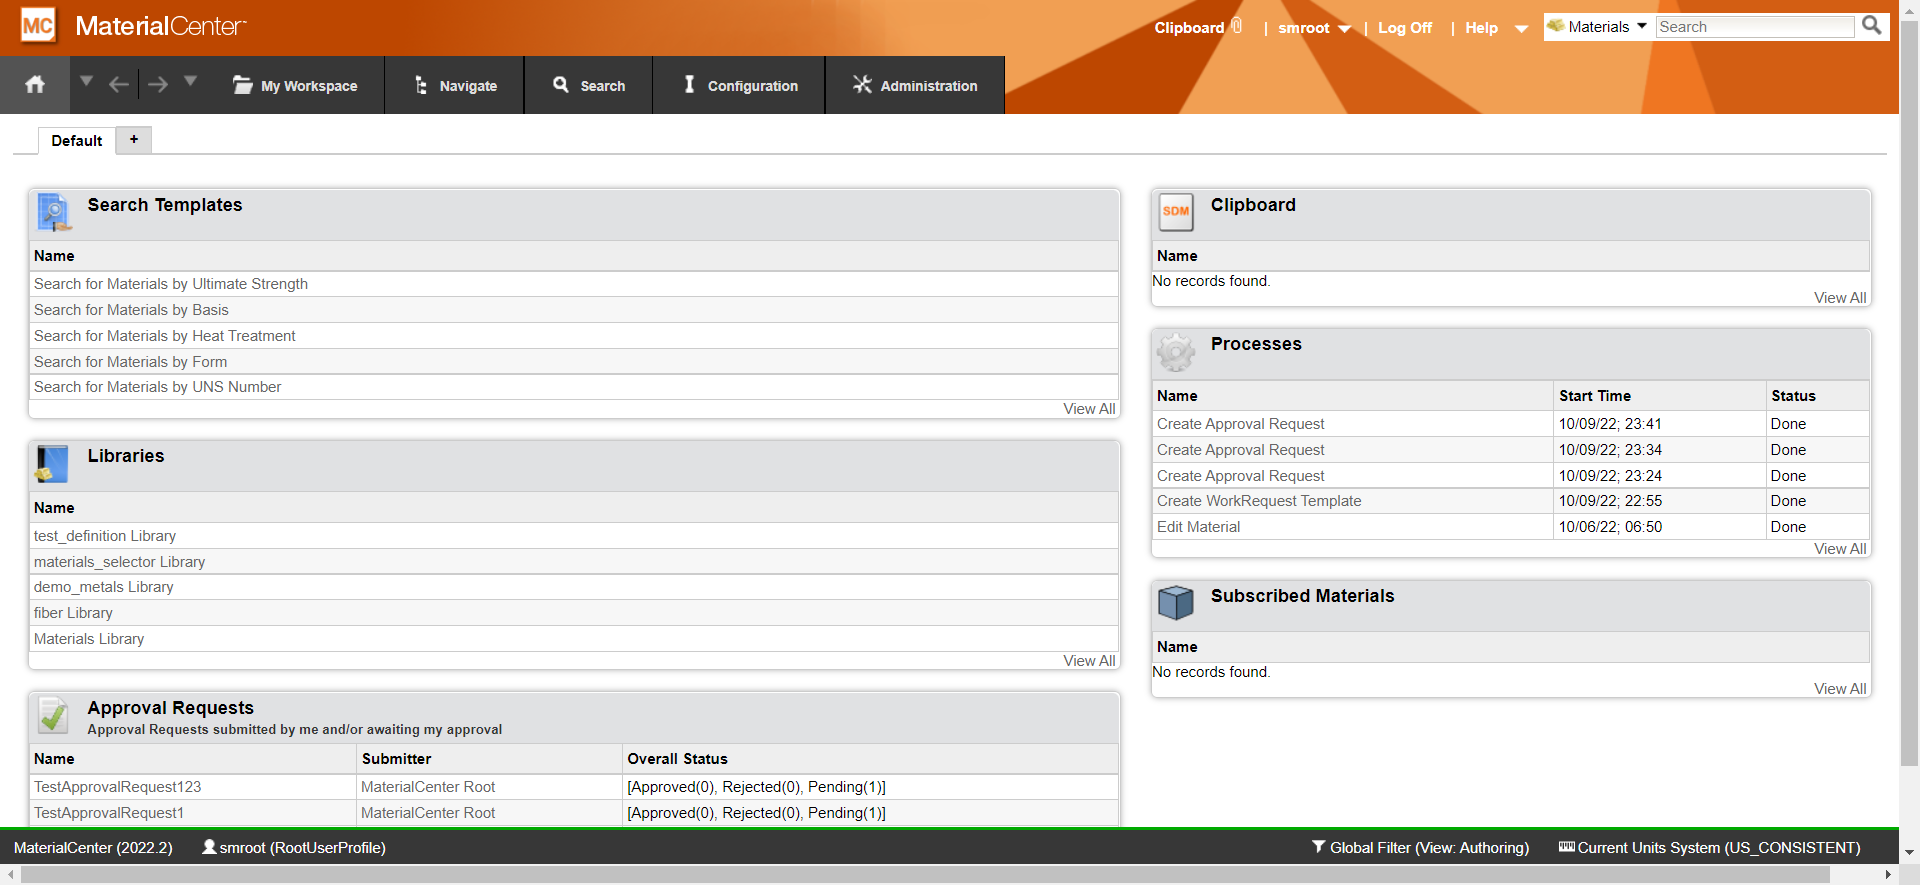 MC MaterialCenter
Clipboard | smroot | Log Off | Help Materials Search
My Workspace Navigate Search Configuration Administration
Default +
Search Templates
Name
Search for Materials by Ultimate Strength
Search for Materials by Basis
Search for Materials by Heat Treatment
Search for Materials by Form
Search for Materials by UNS Number
View All
Libraries
Name
test_definition Library
materials_selector Library
demo_metals Library
fiber Library
Materials Library
View All
Approval Requests
Approval Requests submitted by me and/or awaiting my approval
Name Submitter Overall Status
TestApprovalRequest123 MaterialCenter Root [Approved(0), Rejected(0), Pending(1)]
TestApprovalRequest1 MaterialCenter Root [Approved(0), Rejected(0), Pending(1)]
SDM Clipboard
Name
No records found.
View All
Processes
Name Start Time Status
Create Approval Request 10/09/22; 23:41 Done
Create Approval Request 10/09/22; 23:34 Done
Create Approval Request 10/09/22; 23:24 Done
Create WorkRequest Template 10/09/22; 22:55 Done
Edit Material 10/06/22; 06:50 Done
View All
Subscribed Materials
Name
No records found.
View All
MaterialCenter (2022.2) smroot (RootUserProfile) Global Filter (View: Authoring) Current Units System (US_CONSISTENT)